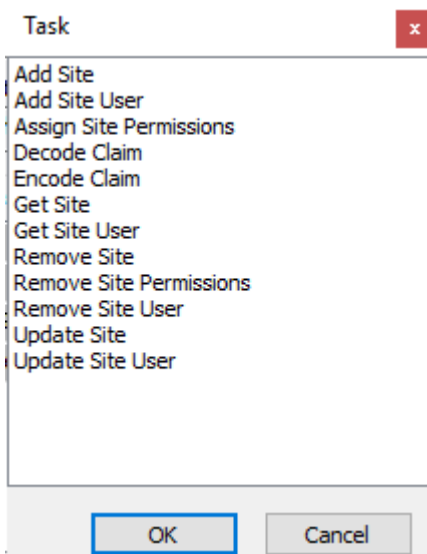 Task
x
Add Site
Add Site User
Assign Site Permissions
Decode Claim
Encode Claim
Get Site
Get Site User
Remove Site
Remove Site Permissions
Remove Site User
Update Site
Update Site User
OK Cancel